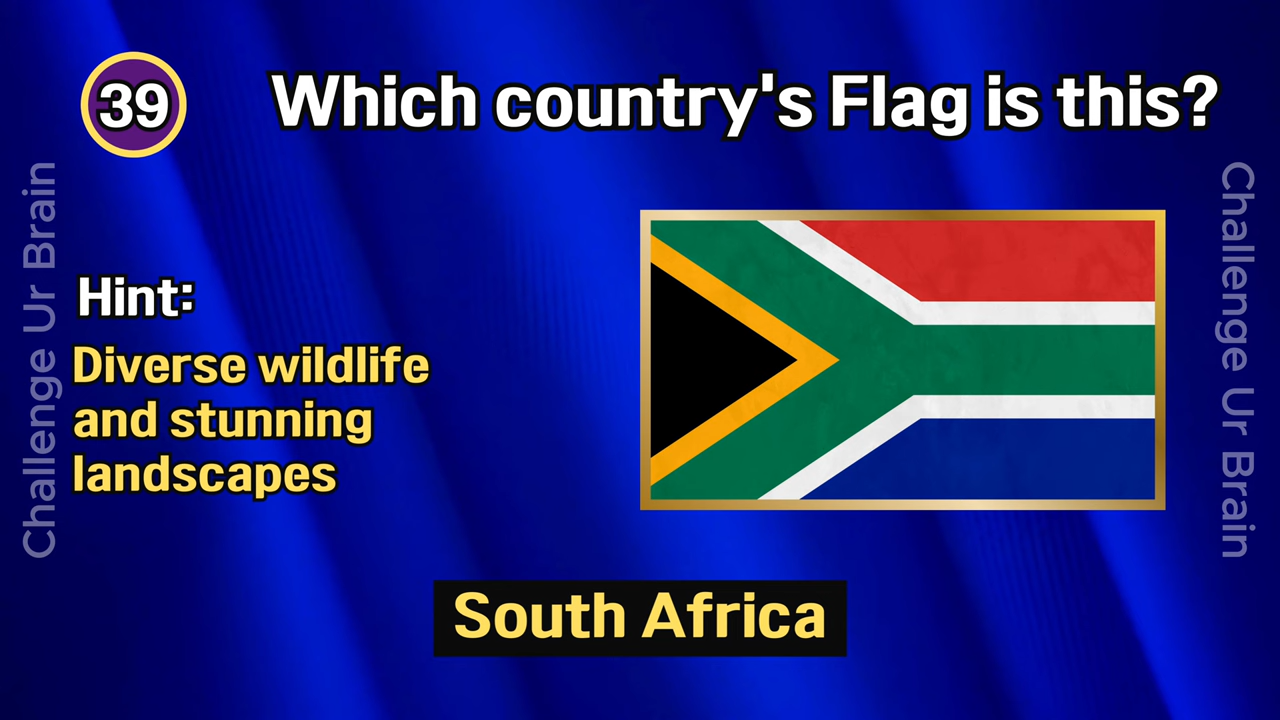 39
Which country's Flag is this?
Challenge Ur Brain
Challenge Ur Brain
Hint:
Diverse wildlife
and stunning
landscapes
South Africa